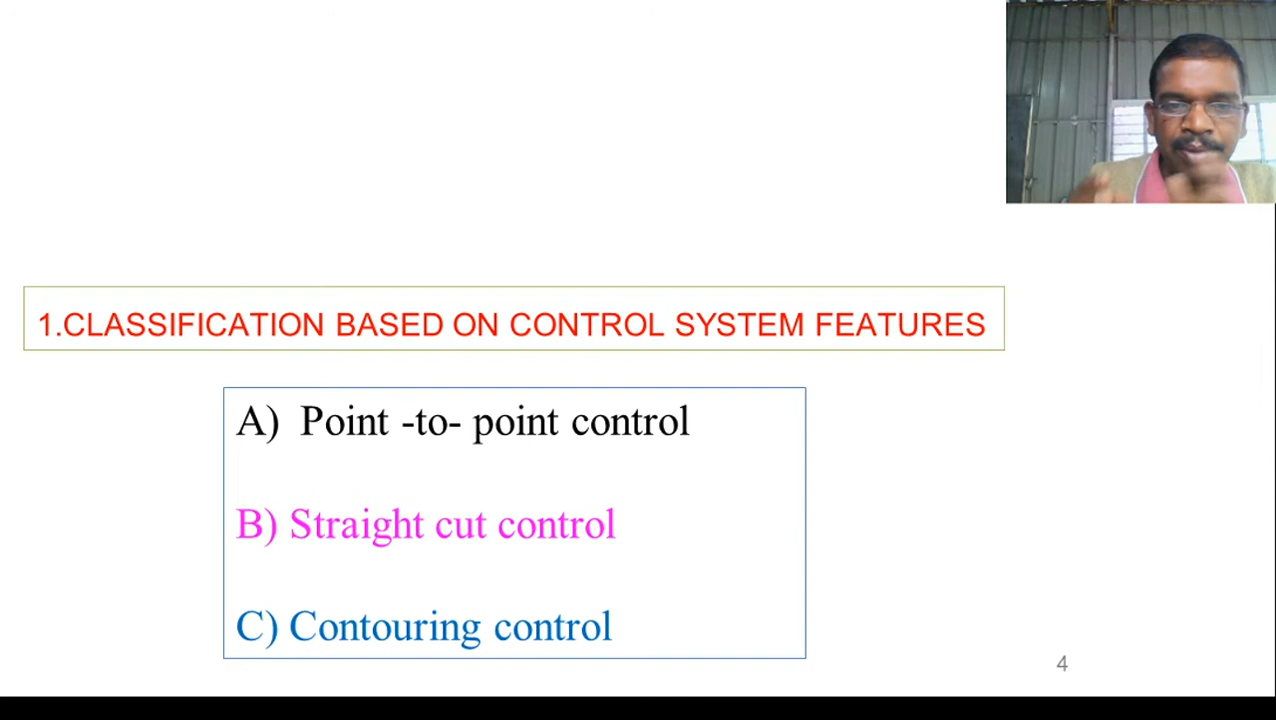 1.CLASSIFICATION BASED ON CONTROL SYSTEM FEATURES
A) Point -to- point control
B) Straight cut control
C) Contouring control
4